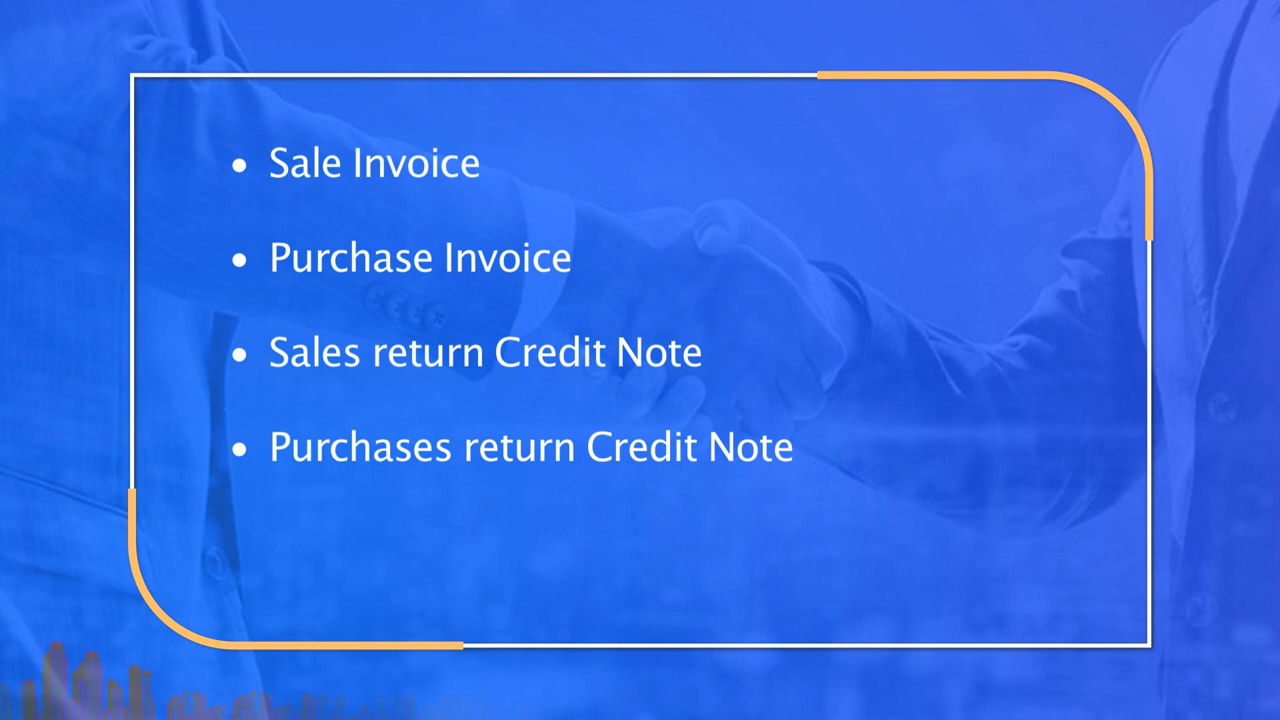 • Sale Invoice
• Purchase Invoice
• Sales return Credit Note
• Purchases return Credit Note